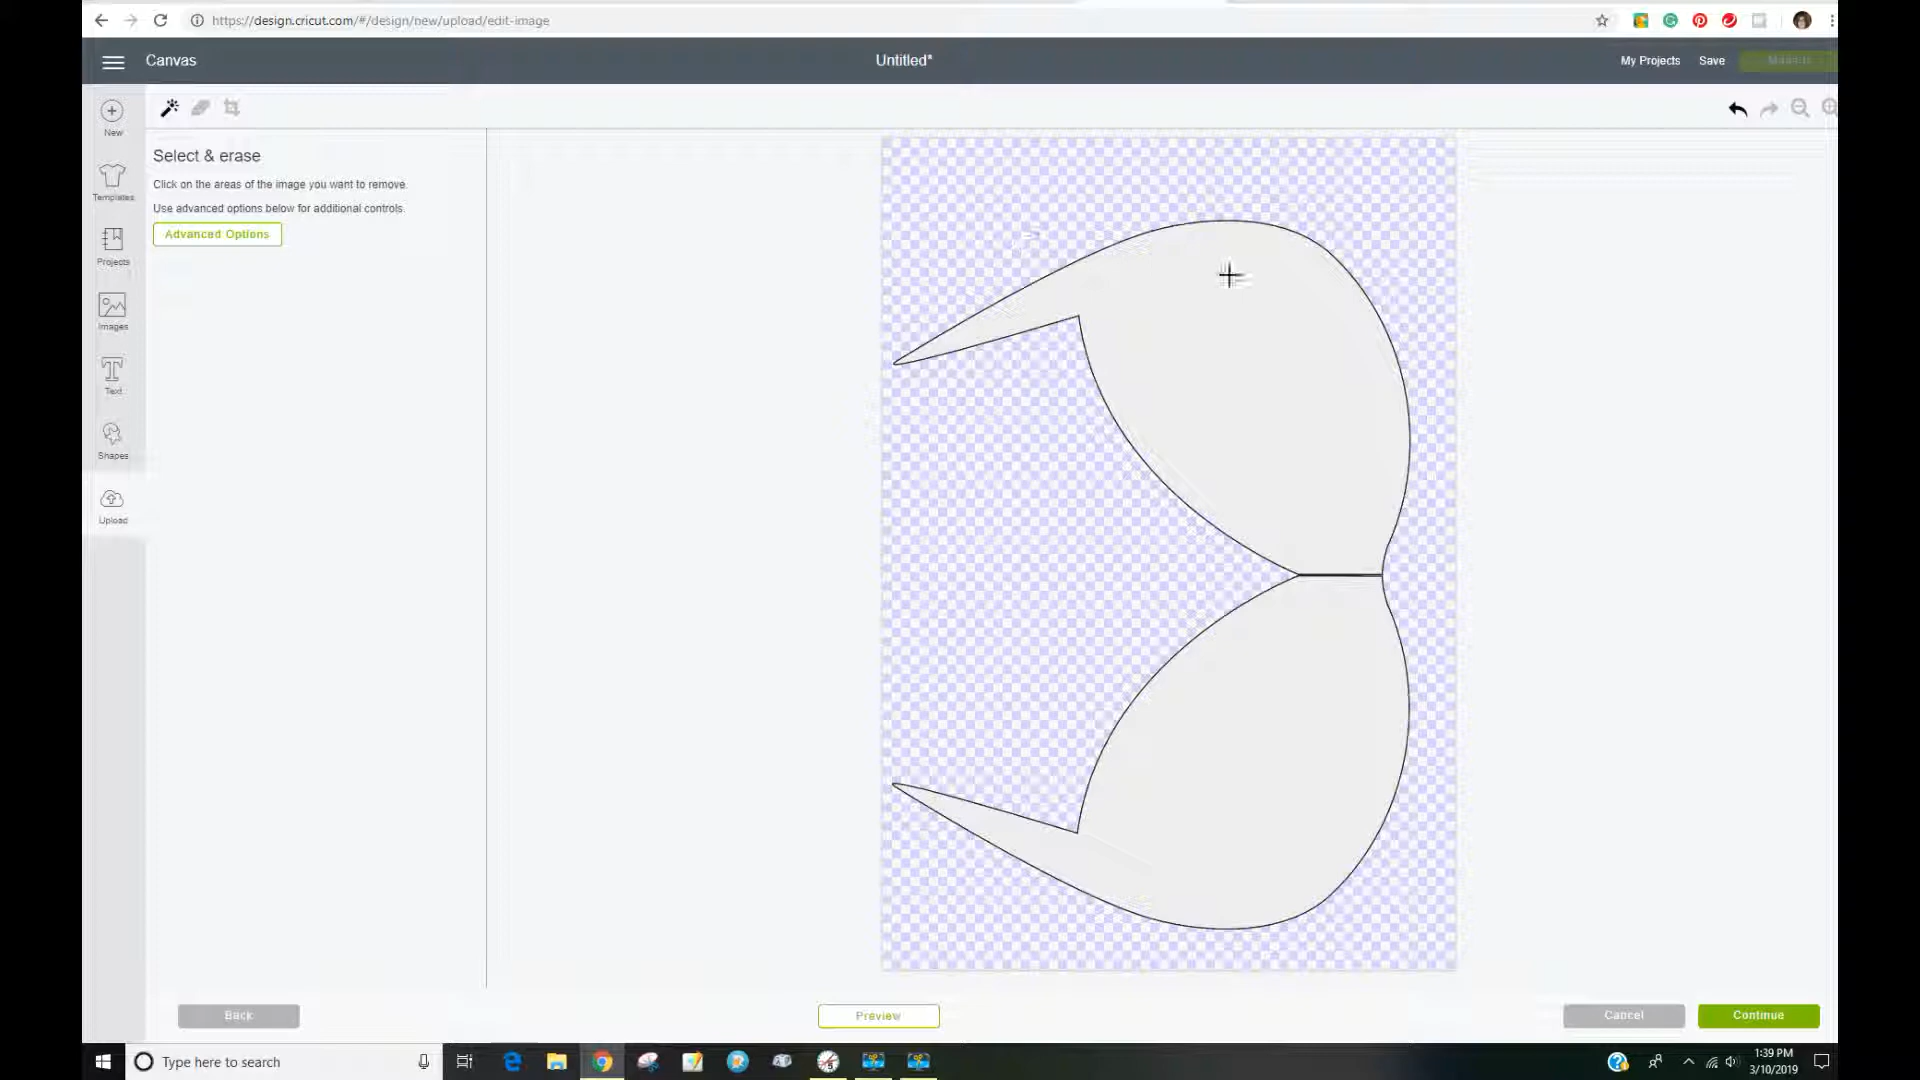 https://design.cricut.com/#/design/new/upload/edit-image
Canvas
Untitled*
My Projects
Save
Make It
New
Templates
Projects
Images
Text
Shapes
Upload
Select & erase
Click on the areas of the image you want to remove.
Use advanced options below for additional controls.
Advanced Options
Back
Preview
Cancel
Continue
Type here to search
1:39 PM
3/10/2019